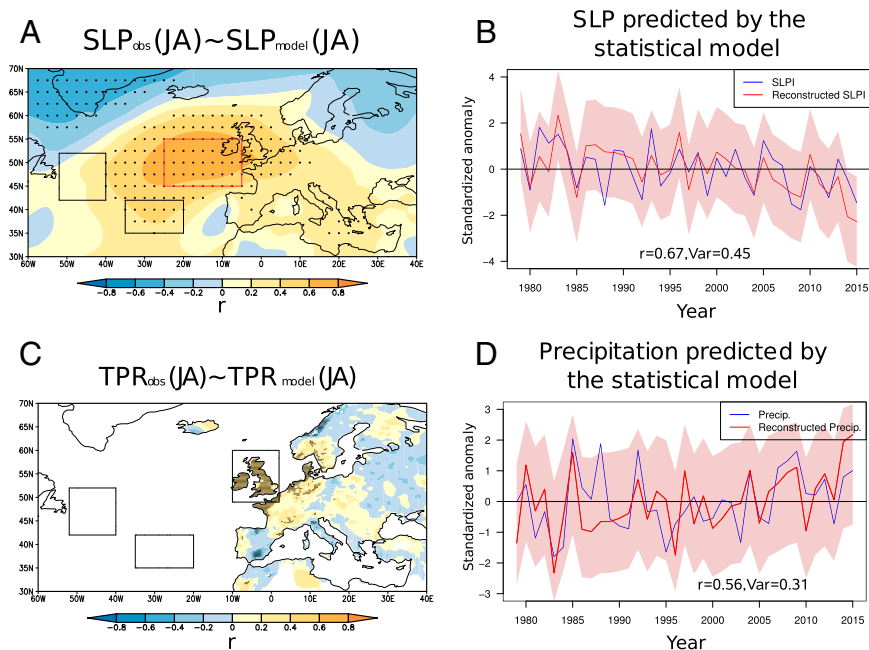 A
SLPobs(JA)~SLPmodel(JA)
70N
65N
60N
55N
50N
45N
40N
35N
30N
60W 50W 40W 30W 20W 10W 0 10E 20E 30E 40E
-0.8 -0.6 -0.4 -0.2 0 0.2 0.4 0.6 0.8
r
B
SLP predicted by the
statistical model
SLPI
Reconstructed SLPI
Standardized anomaly
4
2
0
-2
-4
r=0.67,Var=0.45
1980 1985 1990 1995 2000 2005 2010 2015
Year
C
TPRobs(JA)~TPR model(JA)
70N
65N
60N
55N
50N
45N
40N
35N
30N
60W 50W 40W 30W 20W 10W 0 10E 20E 30E 40E
-0.8 -0.6 -0.4 -0.2 0 0.2 0.4 0.6 0.8
r
D
Precipitation predicted by
the statistical model
Precip.
Reconstructed Precip.
Standardized anomaly
3
2
1
0
-1
-2
-3
r=0.56,Var=0.31
1980 1985 1990 1995 2000 2005 2010 2015
Year